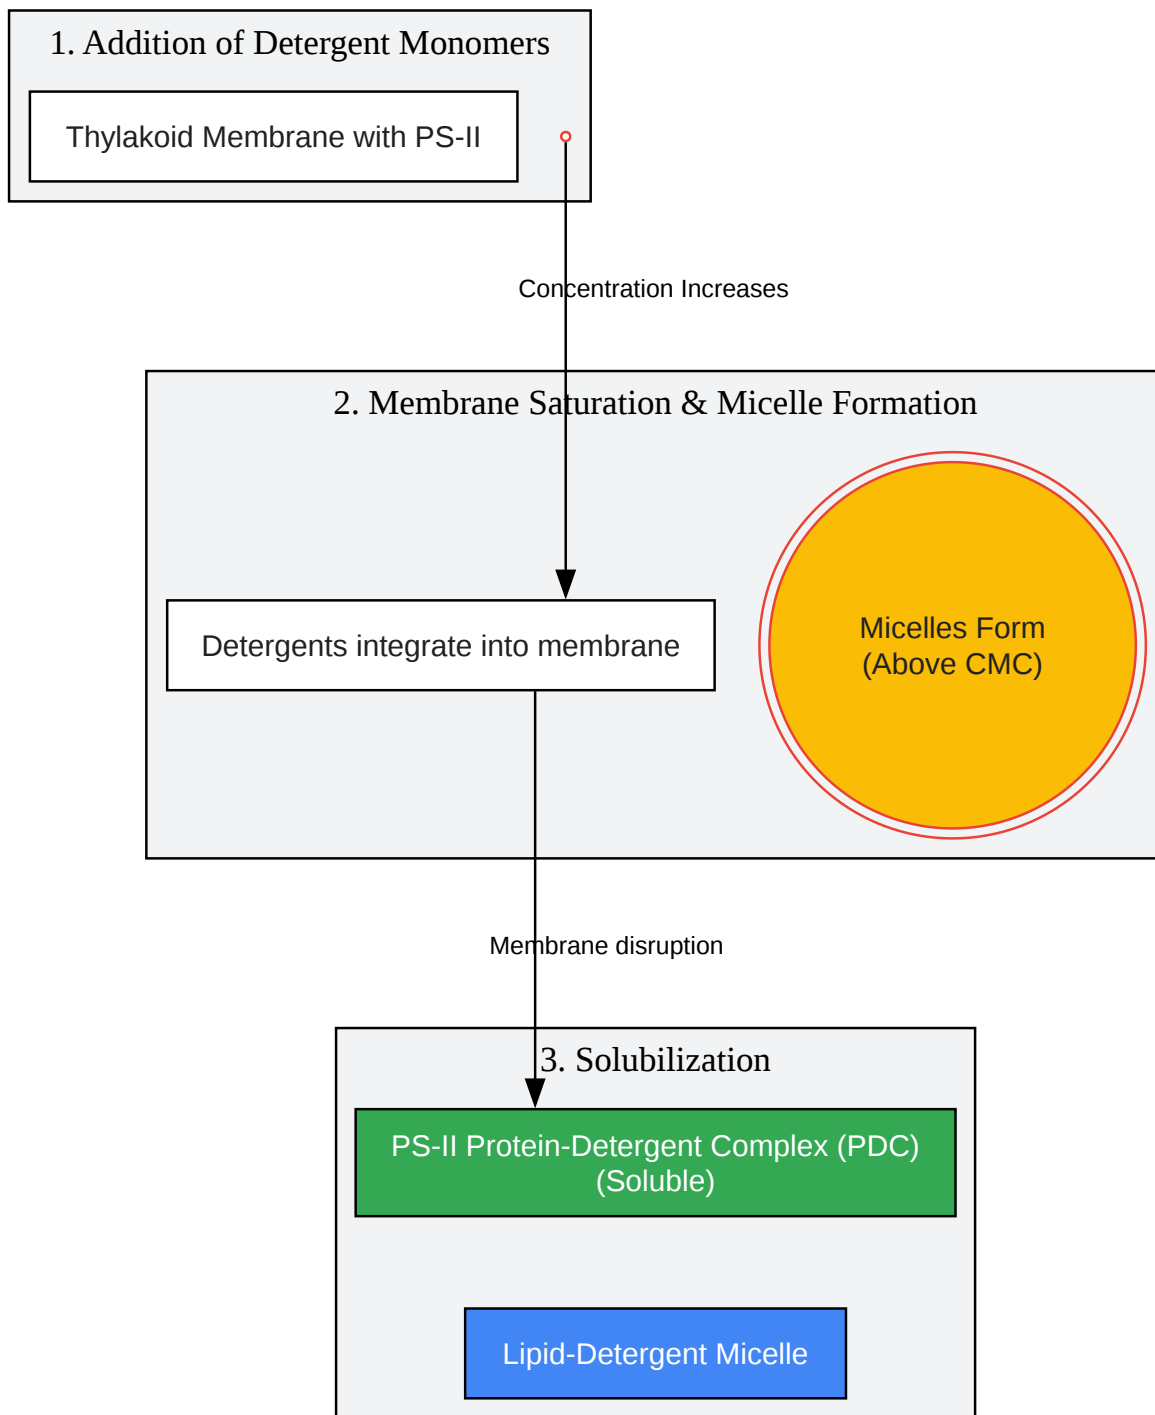 1. Addition of Detergent Monomers
Thylakoid Membrane with PS-II
Concentration Increases
2. Membrane Saturation & Micelle Formation
Detergents integrate into membrane
Micelles Form
(Above CMC)
Membrane disruption
3. Solubilization
PS-II Protein-Detergent Complex (PDC)
(Soluble)
Lipid-Detergent Micelle